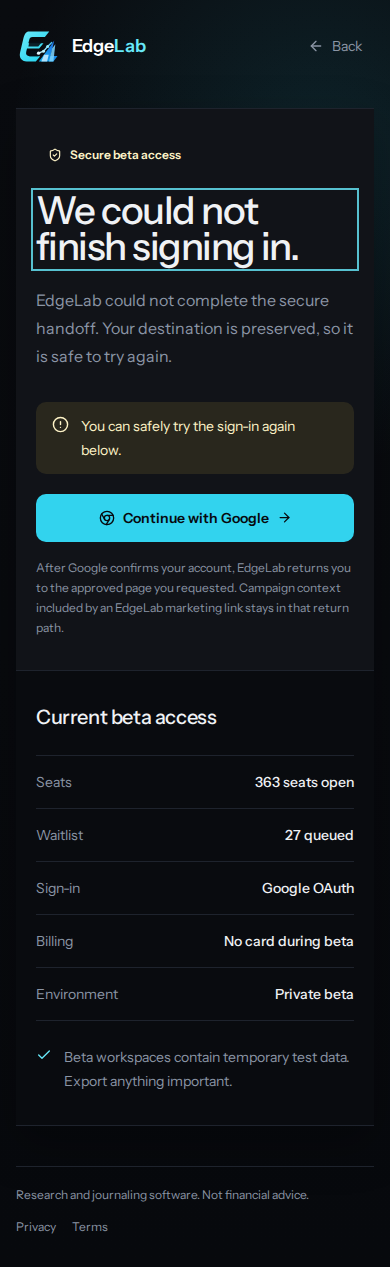 EdgeLab
Back
Secure beta access
We could not
finish signing in.
EdgeLab could not complete the secure
handoff. Your destination is preserved, so it
is safe to try again.
You can safely try the sign-in again
below.
Continue with Google
After Google confirms your account, EdgeLab returns you
to the approved page you requested. Campaign context
included by an EdgeLab marketing link stays in that return
path.
Current beta access
Seats 363 seats open
Waitlist 27 queued
Sign-in Google OAuth
Billing No card during beta
Environment Private beta
Beta workspaces contain temporary test data.
Export anything important.
Research and journaling software. Not financial advice.
Privacy Terms